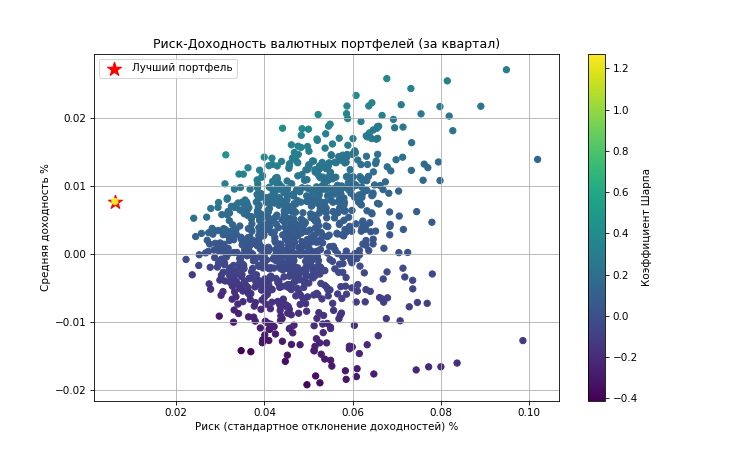 Риск-Доходность валютных портфелей (за квартал)
Лучший портфель
Средняя доходность %
0.02
0.01
0.00
−0.01
−0.02
0.02 0.04 0.06 0.08 0.10
Риск (стандартное отклонение доходностей) %
1.2
1.0
0.8
0.6
0.4
0.2
0.0
−0.2
−0.4
Коэффициент Шарпа